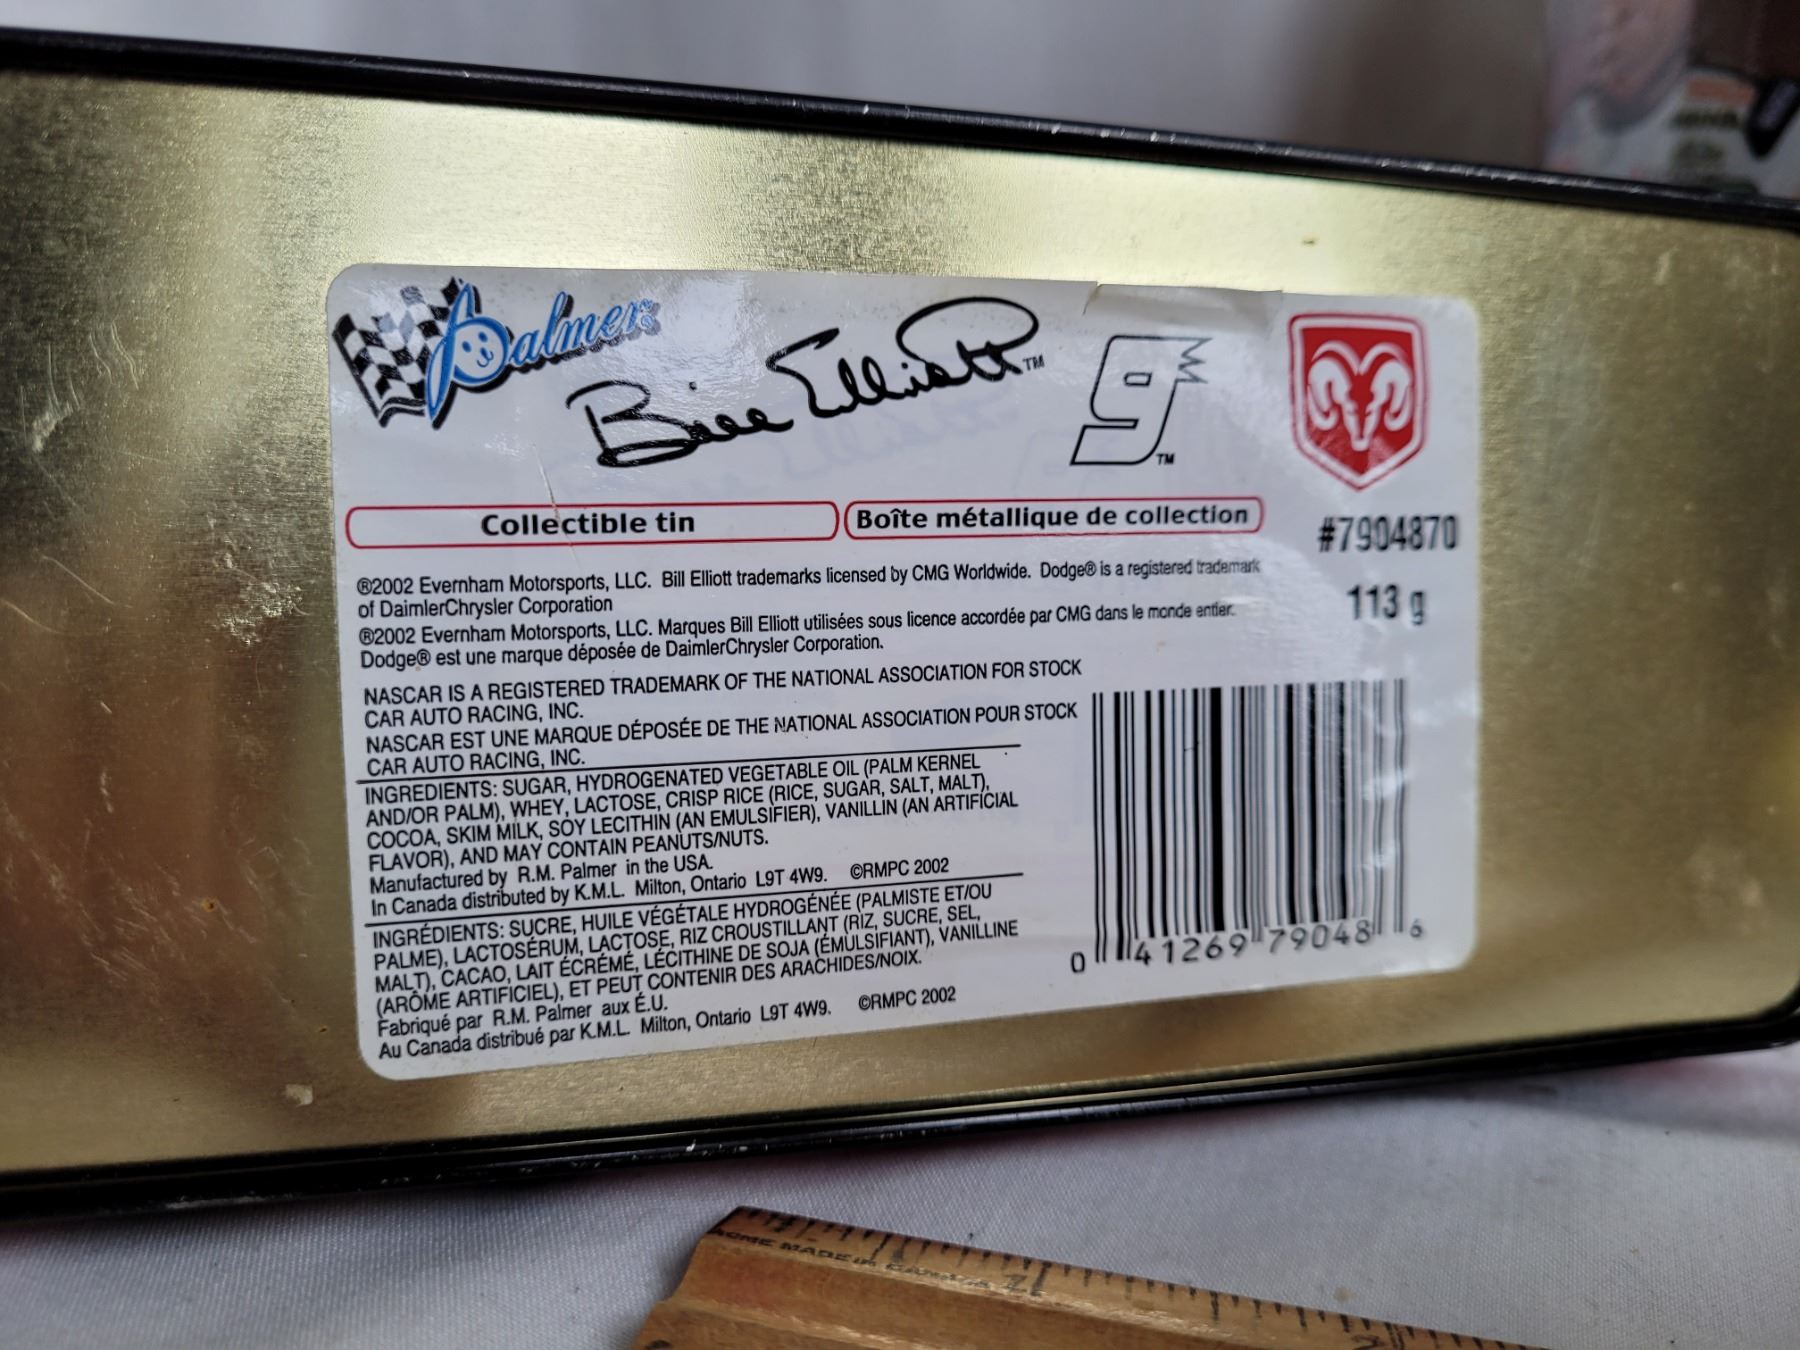 Palmer
Bill Elliott™
9™
Collectible tin
Boîte métallique de collection
#7904870
113 g
®2002 Evernham Motorsports, LLC. Bill Elliott trademarks licensed by CMG Worldwide. Dodge® is a registered trademark
of DaimlerChrysler Corporation
®2002 Evernham Motorsports, LLC. Marques Bill Elliott utilisées sous licence accordée par CMG dans le monde entier.
Dodge® est une marque déposée de DaimlerChrysler Corporation.
NASCAR IS A REGISTERED TRADEMARK OF THE NATIONAL ASSOCIATION FOR STOCK
CAR AUTO RACING, INC.
NASCAR EST UNE MARQUE DÉPOSÉE DE THE NATIONAL ASSOCIATION POUR STOCK
CAR AUTO RACING, INC.
INGREDIENTS: SUGAR, HYDROGENATED VEGETABLE OIL (PALM KERNEL
AND/OR PALM), WHEY, LACTOSE, CRISP RICE (RICE, SUGAR, SALT, MALT),
COCOA, SKIM MILK, SOY LECITHIN (AN EMULSIFIER), VANILLIN (AN ARTIFICIAL
FLAVOR), AND MAY CONTAIN PEANUTS/NUTS.
Manufactured by R.M. Palmer in the USA.
In Canada distributed by K.M.L. Milton, Ontario L9T 4W9. ©RMPC 2002
INGRÉDIENTS: SUCRE, HUILE VÉGÉTALE HYDROGÉNÉE (PALMISTE ET/OU
PALME), LACTOSÉRUM, LACTOSE, RIZ CROUSTILLANT (RIZ, SUCRE, SEL,
MALT), CACAO, LAIT ÉCRÉMÉ, LÉCITHINE DE SOJA (ÉMULSIFIANT), VANILLINE
(ARÔME ARTIFICIEL), ET PEUT CONTENIR DES ARACHIDES/NOIX.
Fabriqué par R.M. Palmer aux É.U.
Au Canada distribué par K.M.L. Milton, Ontario L9T 4W9. ©RMPC 2002
0 41269 79048 6
ACME MADE IN